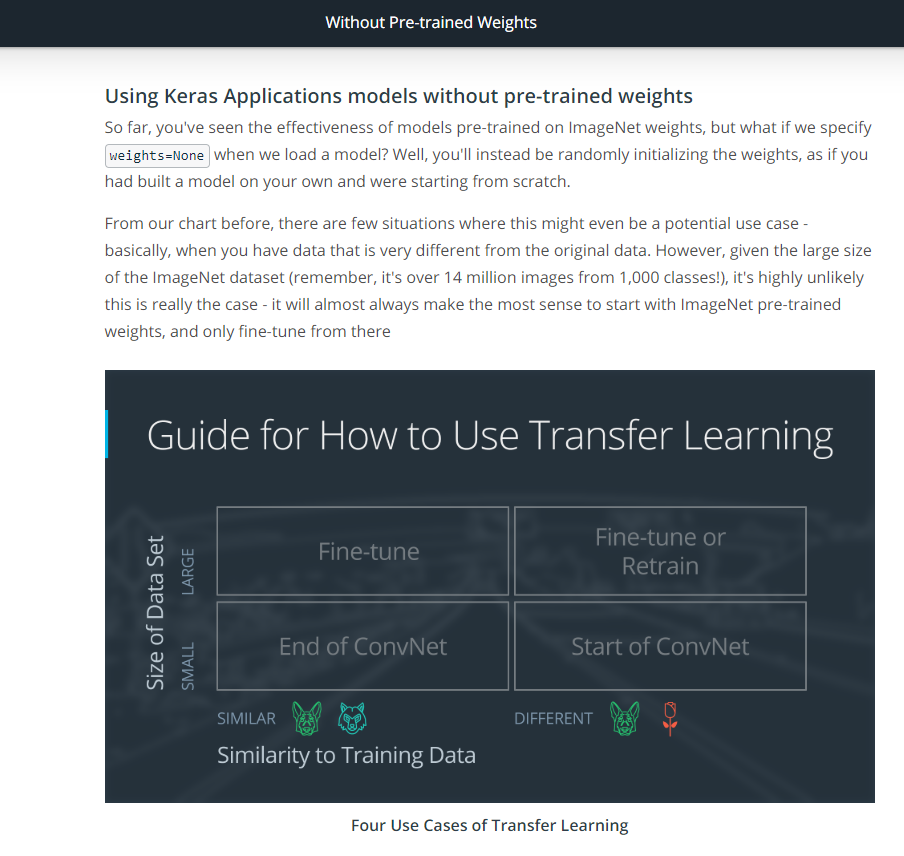 Without Pre-trained Weights
Using Keras Applications models without pre-trained weights
So far, you've seen the effectiveness of models pre-trained on ImageNet weights, but what if we specify
weights=None when we load a model? Well, you'll instead be randomly initializing the weights, as if you
had built a model on your own and were starting from scratch.
From our chart before, there are few situations where this might even be a potential use case -
basically, when you have data that is very different from the original data. However, given the large size
of the ImageNet dataset (remember, it's over 14 million images from 1,000 classes!), it's highly unlikely
this is really the case - it will almost always make the most sense to start with ImageNet pre-trained
weights, and only fine-tune from there
Guide for How to Use Transfer Learning
Size of Data Set
LARGE
Fine-tune
Fine-tune or
Retrain
SMALL
End of ConvNet
Start of ConvNet
SIMILAR
DIFFERENT
Similarity to Training Data
Four Use Cases of Transfer Learning